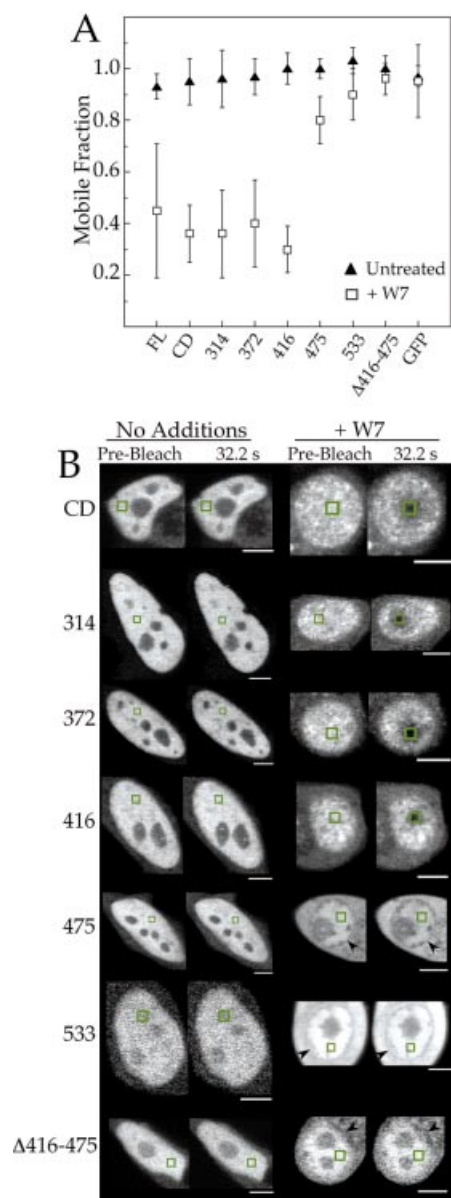 A
Mobile Fraction
1.0
0.8
0.6
0.4
0.2
▲ Untreated
□ + W7
FL CD 314 372 416 475 533 Δ416-475 GFP
B
No Additions + W7
Pre-Bleach 32.2 s Pre-Bleach 32.2 s
CD
314
372
416
475
533
Δ416-475